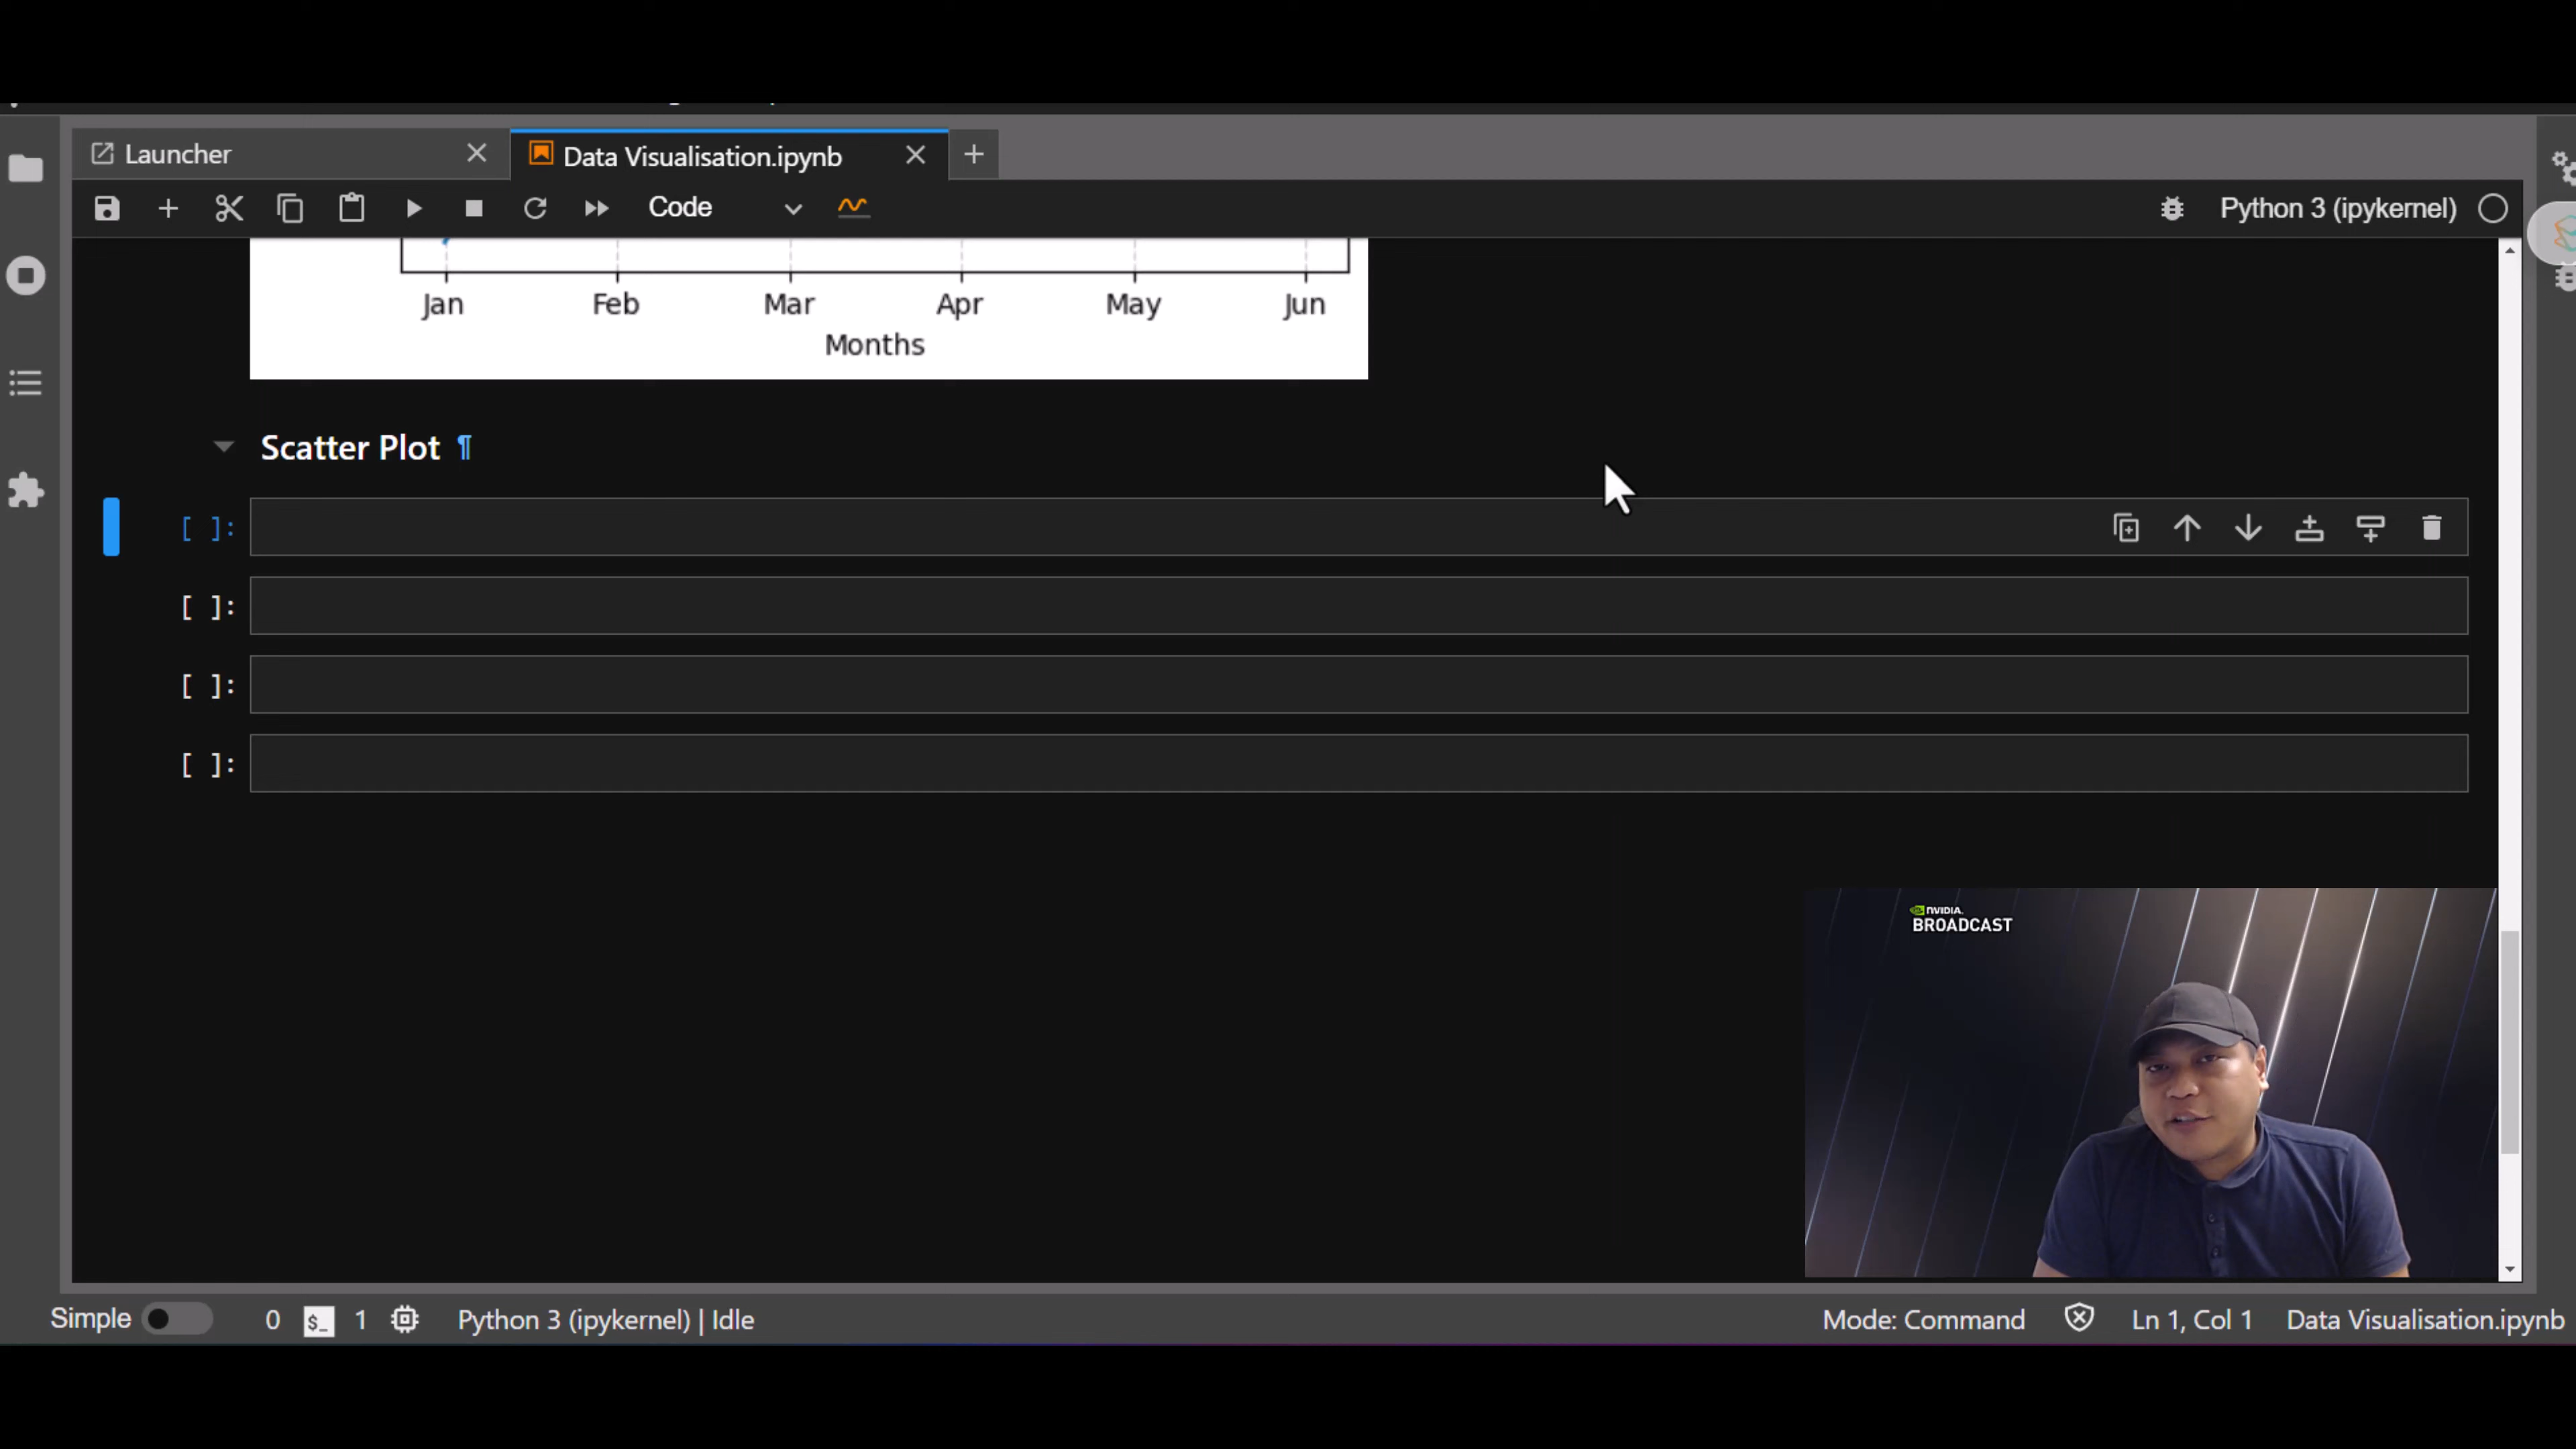 Launcher
Data Visualisation.ipynb
Code
Python 3 (ipykernel)
Jan Feb Mar Apr May Jun
Months
Scatter Plot ¶
[ ]:
[ ]:
[ ]:
[ ]:
NVIDIA.
BROADCAST
Simple 0 $_ 1 Python 3 (ipykernel) | Idle Mode: Command Ln 1, Col 1 Data Visualisation.ipynb